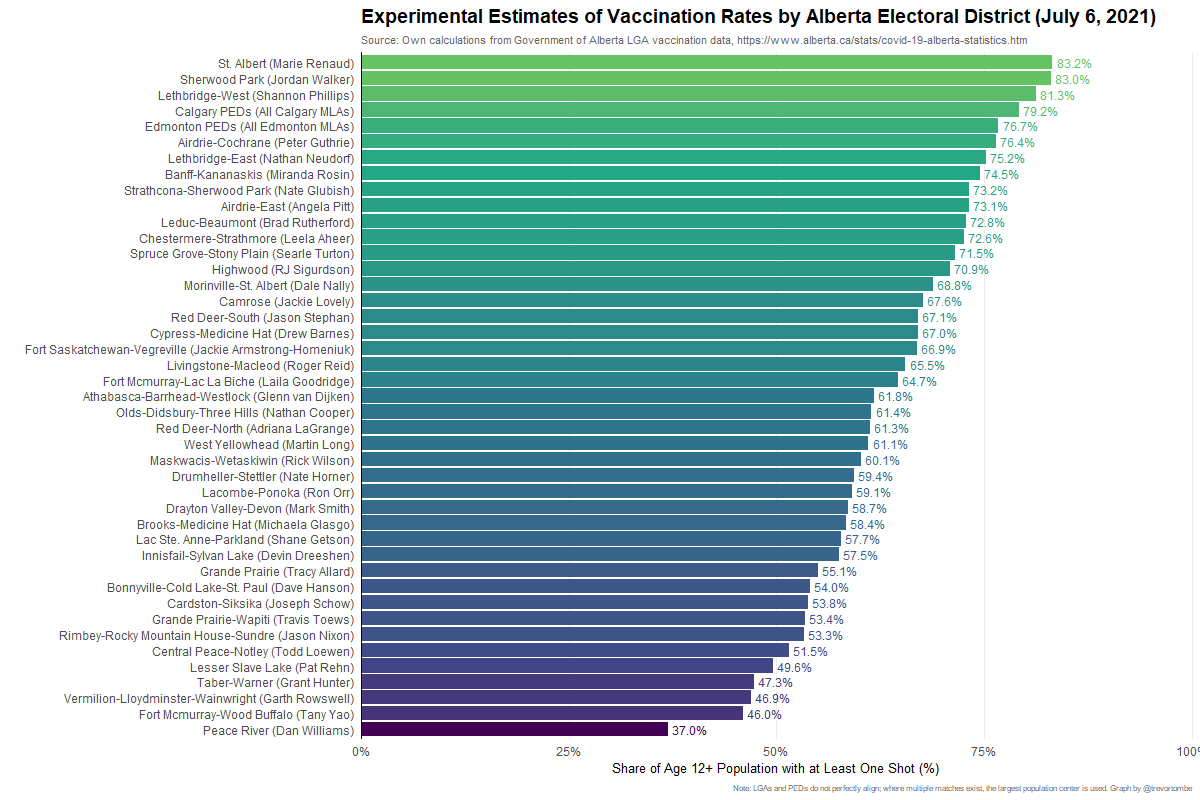 Experimental Estimates of Vaccination Rates by Alberta Electoral District (July 6, 2021)
Source: Own calculations from Government of Alberta LGA vaccination data, https://www.alberta.ca/stats/covid-19-alberta-statistics.htm
St. Albert (Marie Renaud) 83.2%
Sherwood Park (Jordan Walker) 83.0%
Lethbridge-West (Shannon Phillips) 81.3%
Calgary PEDs (All Calgary MLAs) 79.2%
Edmonton PEDs (All Edmonton MLAs) 76.7%
Airdrie-Cochrane (Peter Guthrie) 76.4%
Lethbridge-East (Nathan Neudorf) 75.2%
Banff-Kananaskis (Miranda Rosin) 74.5%
Strathcona-Sherwood Park (Nate Glubish) 73.2%
Airdrie-East (Angela Pitt) 73.1%
Leduc-Beaumont (Brad Rutherford) 72.8%
Chestermere-Strathmore (Leela Aheer) 72.6%
Spruce Grove-Stony Plain (Searle Turton) 71.5%
Highwood (RJ Sigurdson) 70.9%
Morinville-St. Albert (Dale Nally) 68.8%
Camrose (Jackie Lovely) 67.6%
Red Deer-South (Jason Stephan) 67.1%
Cypress-Medicine Hat (Drew Barnes) 67.0%
Fort Saskatchewan-Vegreville (Jackie Armstrong-Homeniuk) 66.9%
Livingstone-Macleod (Roger Reid) 65.5%
Fort Mcmurray-Lac La Biche (Laila Goodridge) 64.7%
Athabasca-Barrhead-Westlock (Glenn van Dijken) 61.8%
Olds-Didsbury-Three Hills (Nathan Cooper) 61.4%
Red Deer-North (Adriana LaGrange) 61.3%
West Yellowhead (Martin Long) 61.1%
Maskwacis-Wetaskiwin (Rick Wilson) 60.1%
Drumheller-Stettler (Nate Horner) 59.4%
Lacombe-Ponoka (Ron Orr) 59.1%
Drayton Valley-Devon (Mark Smith) 58.7%
Brooks-Medicine Hat (Michaela Glasgo) 58.4%
Lac Ste. Anne-Parkland (Shane Getson) 57.7%
Innisfail-Sylvan Lake (Devin Dreeshen) 57.5%
Grande Prairie (Tracy Allard) 55.1%
Bonnyville-Cold Lake-St. Paul (Dave Hanson) 54.0%
Cardston-Siksika (Joseph Schow) 53.8%
Grande Prairie-Wapiti (Travis Toews) 53.4%
Rimbey-Rocky Mountain House-Sundre (Jason Nixon) 53.3%
Central Peace-Notley (Todd Loewen) 51.5%
Lesser Slave Lake (Pat Rehn) 49.6%
Taber-Warner (Grant Hunter) 47.3%
Vermilion-Lloydminster-Wainwright (Garth Rowswell) 46.9%
Fort Mcmurray-Wood Buffalo (Tany Yao) 46.0%
Peace River (Dan Williams) 37.0%
0% 25% 50% 75% 100%
Share of Age 12+ Population with at Least One Shot (%)
Note: LGAs and PEDs do not perfectly align; where multiple matches exist, the largest population center is used. Graph by @trevortombe